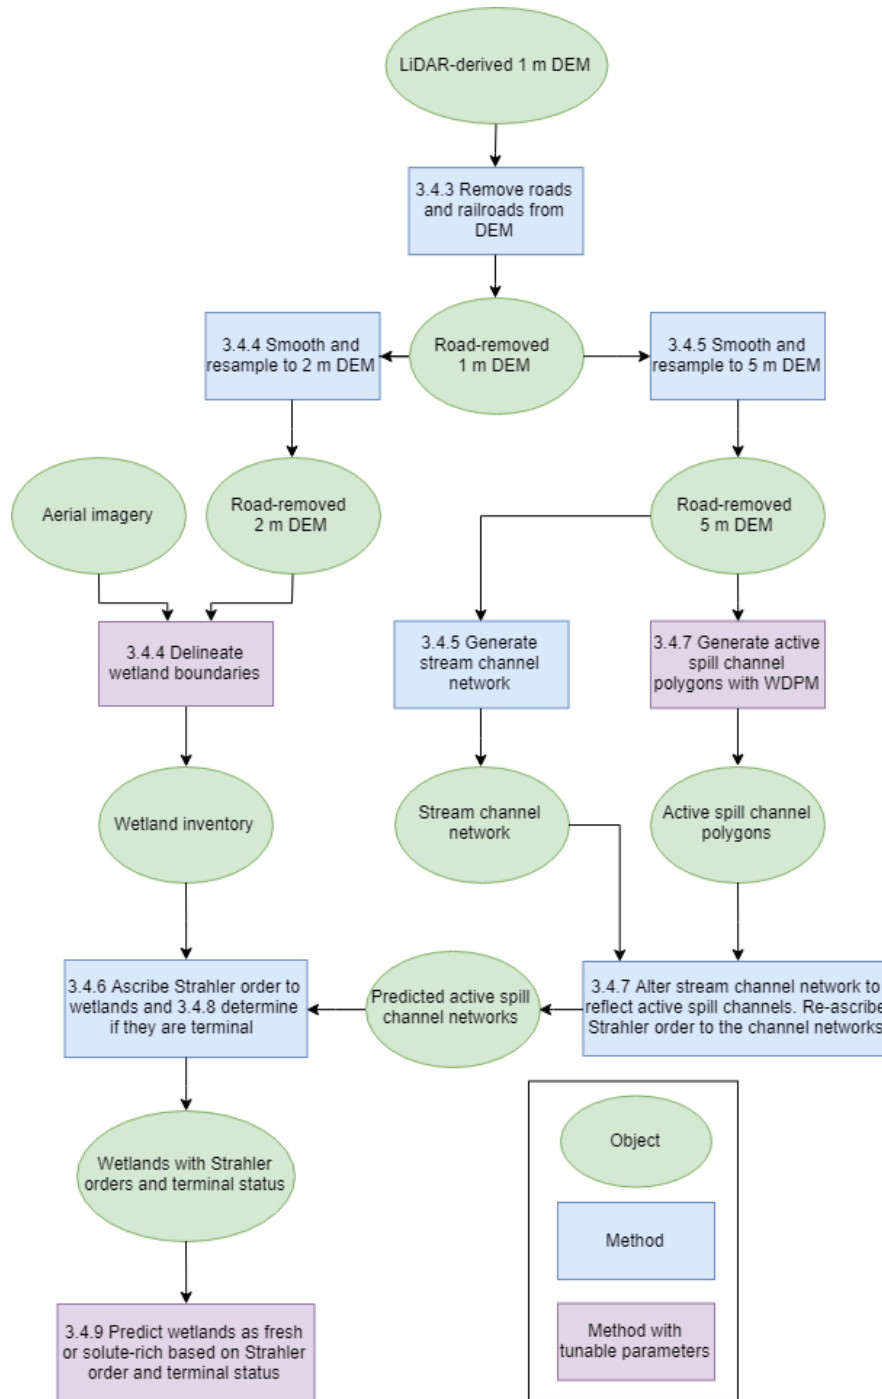 LiDAR-derived 1 m DEM
3.4.3 Remove roads
and railroads from
DEM
3.4.4 Smooth and
resample to 2 m DEM
Road-removed
1 m DEM
3.4.5 Smooth and
resample to 5 m DEM
Aerial imagery
Road-removed
2 m DEM
Road-removed
5 m DEM
3.4.4 Delineate
wetland boundaries
3.4.5 Generate
stream channel
network
3.4.7 Generate active
spill channel
polygons with WDPM
Wetland inventory
Stream channel
network
Active spill channel
polygons
3.4.6 Ascribe Strahler order to
wetlands and 3.4.8 determine
if they are terminal
Predicted active spill
channel networks
3.4.7 Alter stream channel network to
reflect active spill channels. Re-ascribe
Strahler order to the channel networks
Wetlands with Strahler
orders and terminal status
3.4.9 Predict wetlands as fresh
or solute-rich based on Strahler
order and terminal status
Object
Method
Method with
tunable parameters